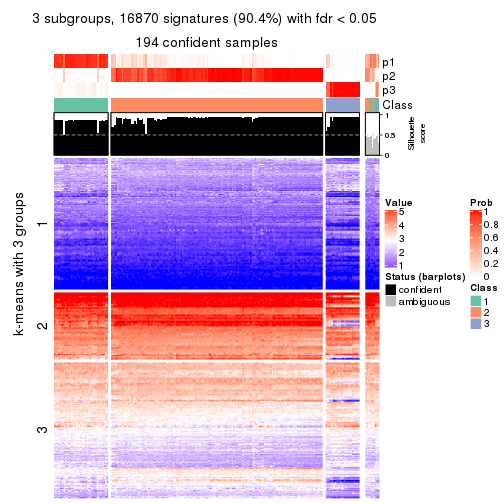 3 subgroups, 16870 signatures (90.4%) with fdr < 0.05
194 confident samples
p1
p2
p3
Class
1
0.5
0
Silhouette
score
k-means with 3 groups
1
2
3
Value
5
4
3
2
1
Status (barplots)
confident
ambiguous
Prob
1
0.8
0.6
0.4
0.2
0
Class
1
2
3